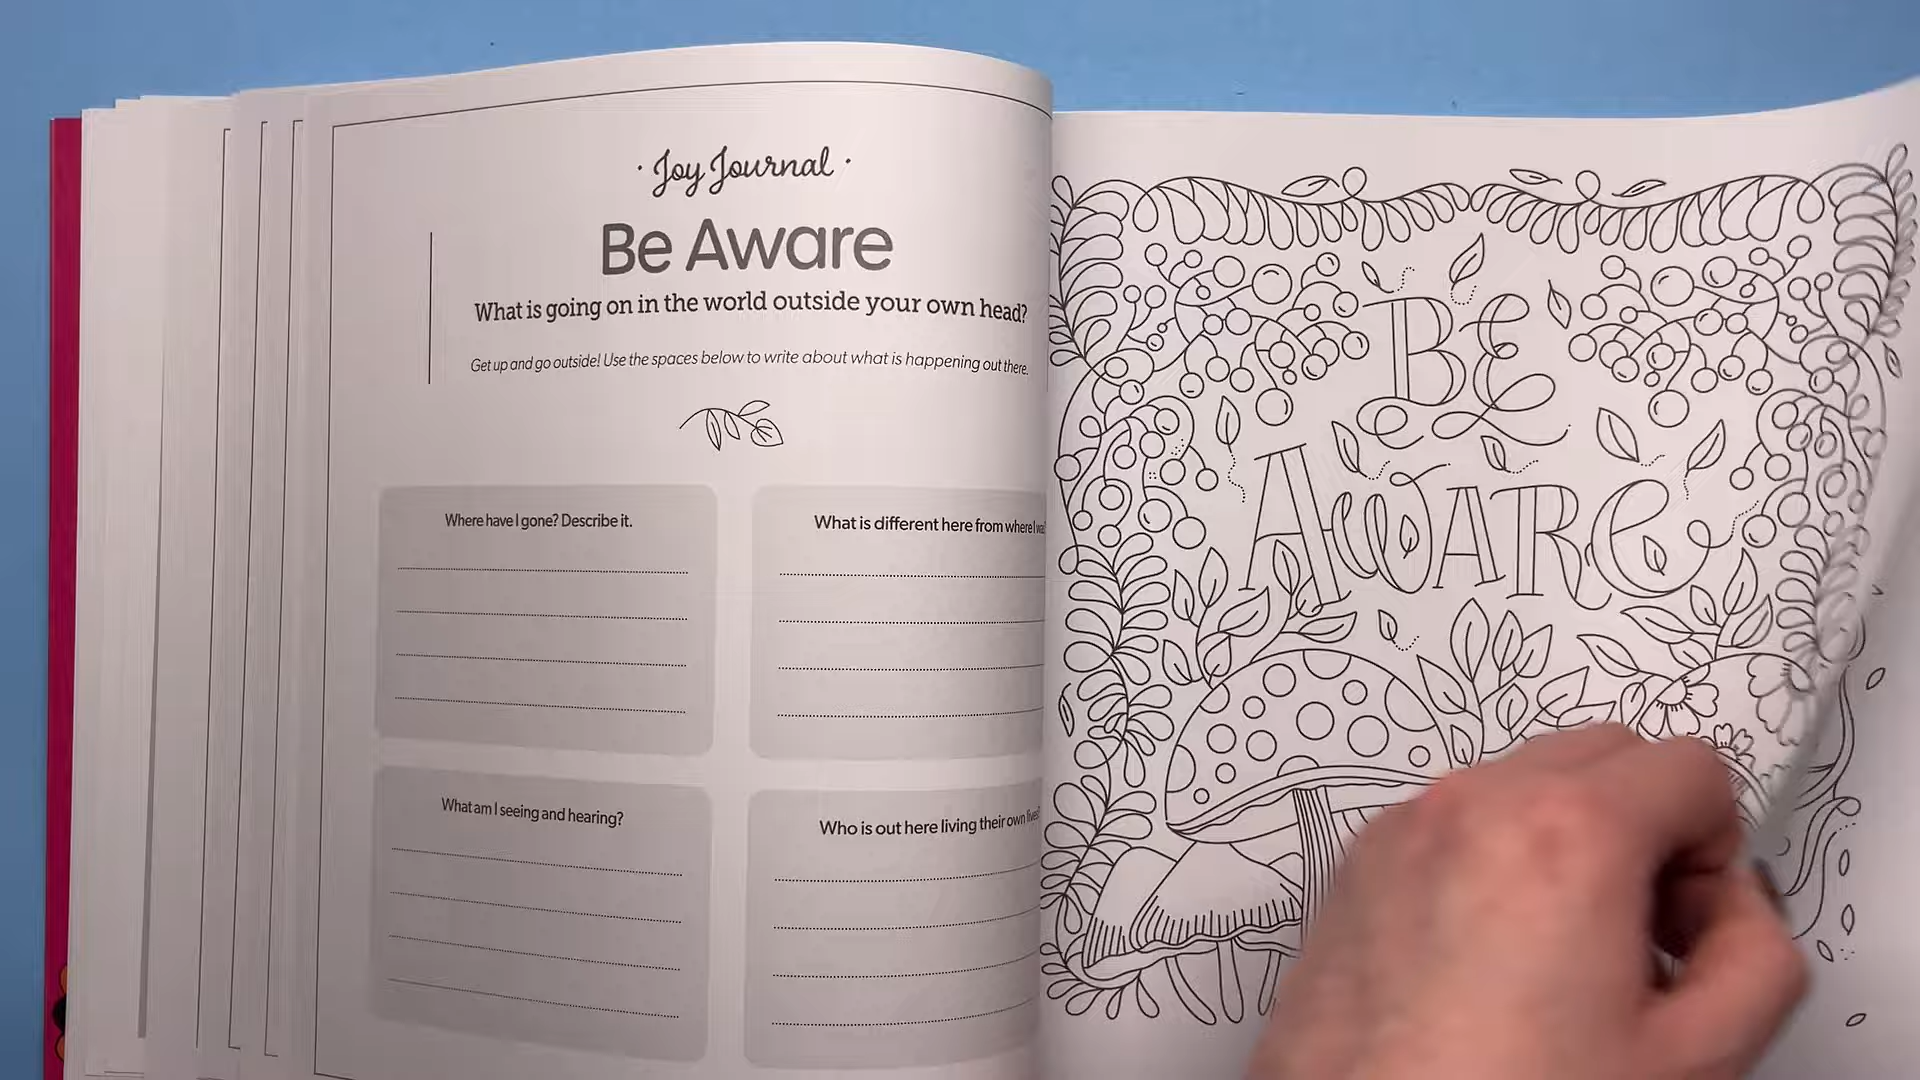 · Joy Journal ·
Be Aware
What is going on in the world outside your own head?
Get up and go outside! Use the spaces below to write about what is happening out there.
Where have I gone? Describe it.
What is different here from where I
What am I seeing and hearing?
Who is out here living their own lives?
BE
AWARE